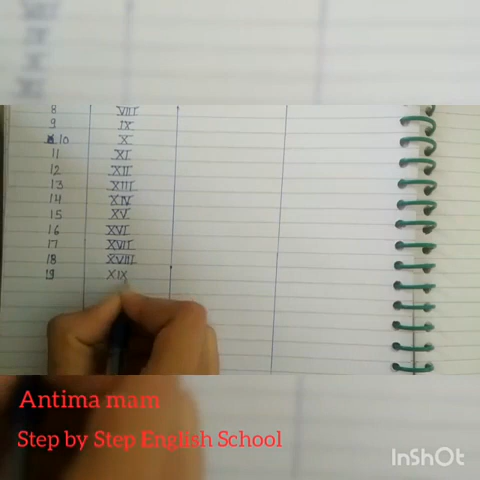 8 VIII
9 IX
10 X
11 XI
12 XII
13 XIII
14 XIV
15 XV
16 XVI
17 XVII
18 XVIII
19 XIX
Antima mam
Step by Step English School
InShOt